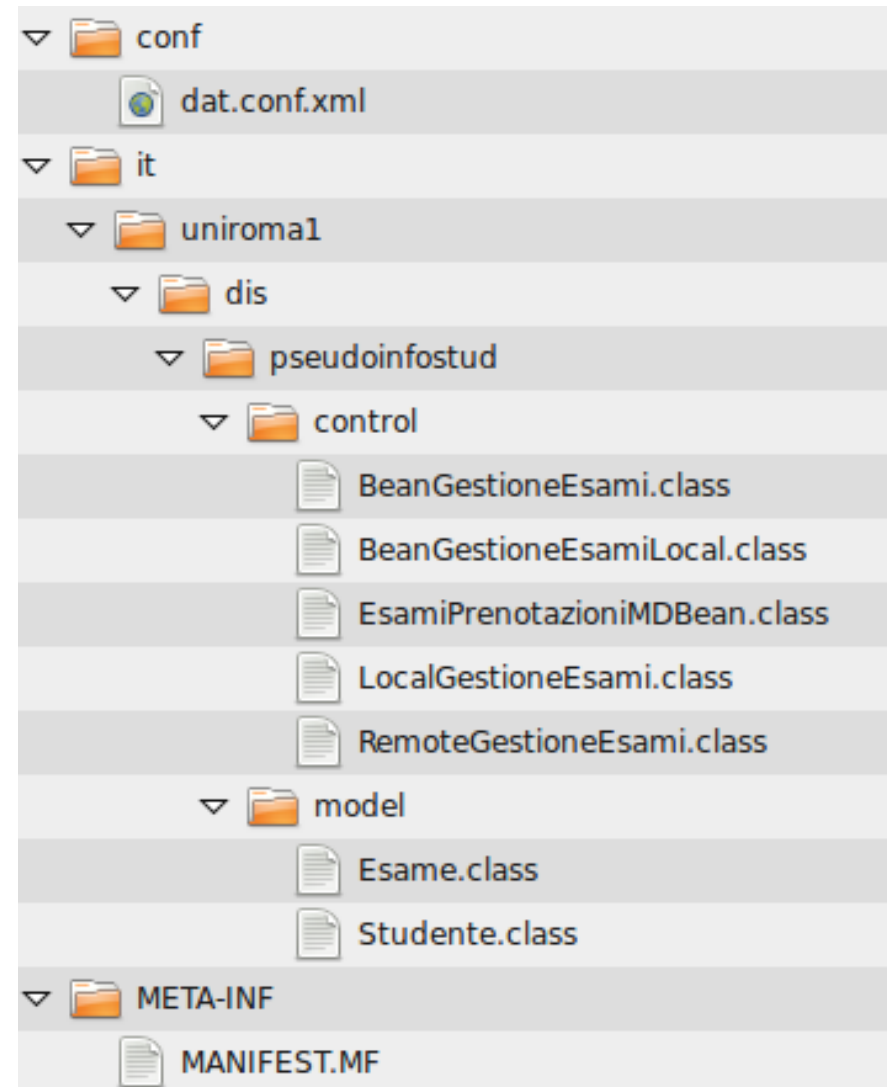 conf
dat.conf.xml
it
uniroma1
dis
pseudoinfostud
control
BeanGestioneEsami.class
BeanGestioneEsamiLocal.class
EsamiPrenotazioniMDBean.class
LocalGestioneEsami.class
RemoteGestioneEsami.class
model
Esame.class
Studente.class
META-INF
MANIFEST.MF